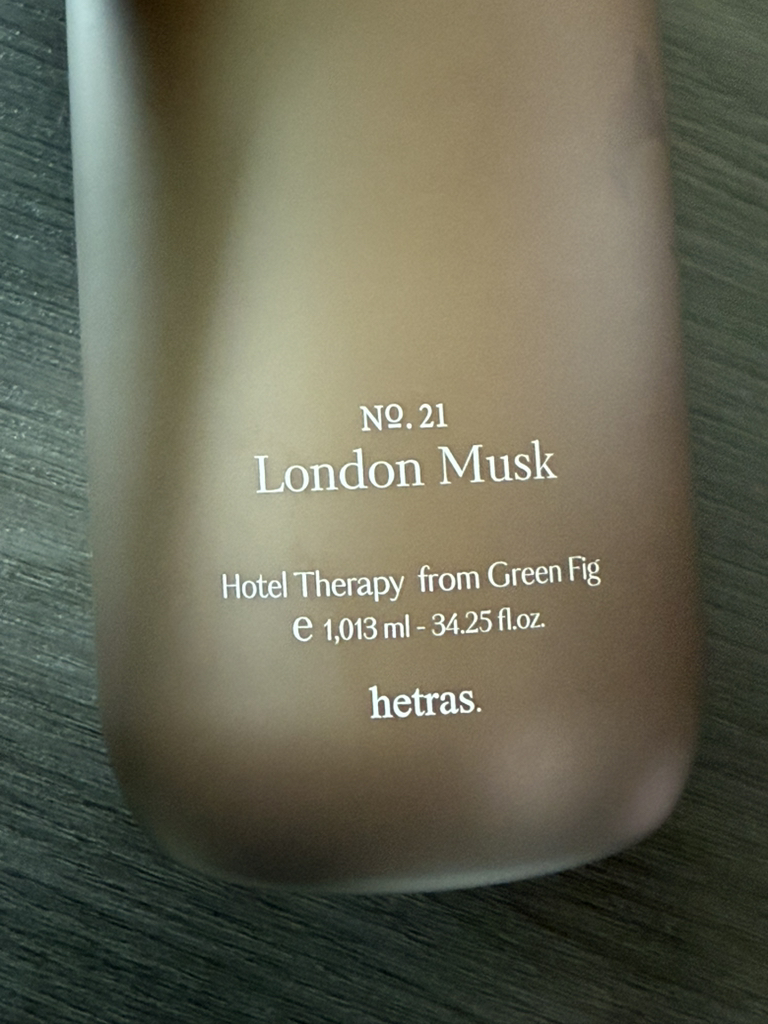 Nº. 21
London Musk
Hotel Therapy from Green Fig
e 1,013 ml - 34.25 fl.oz.
hetras.